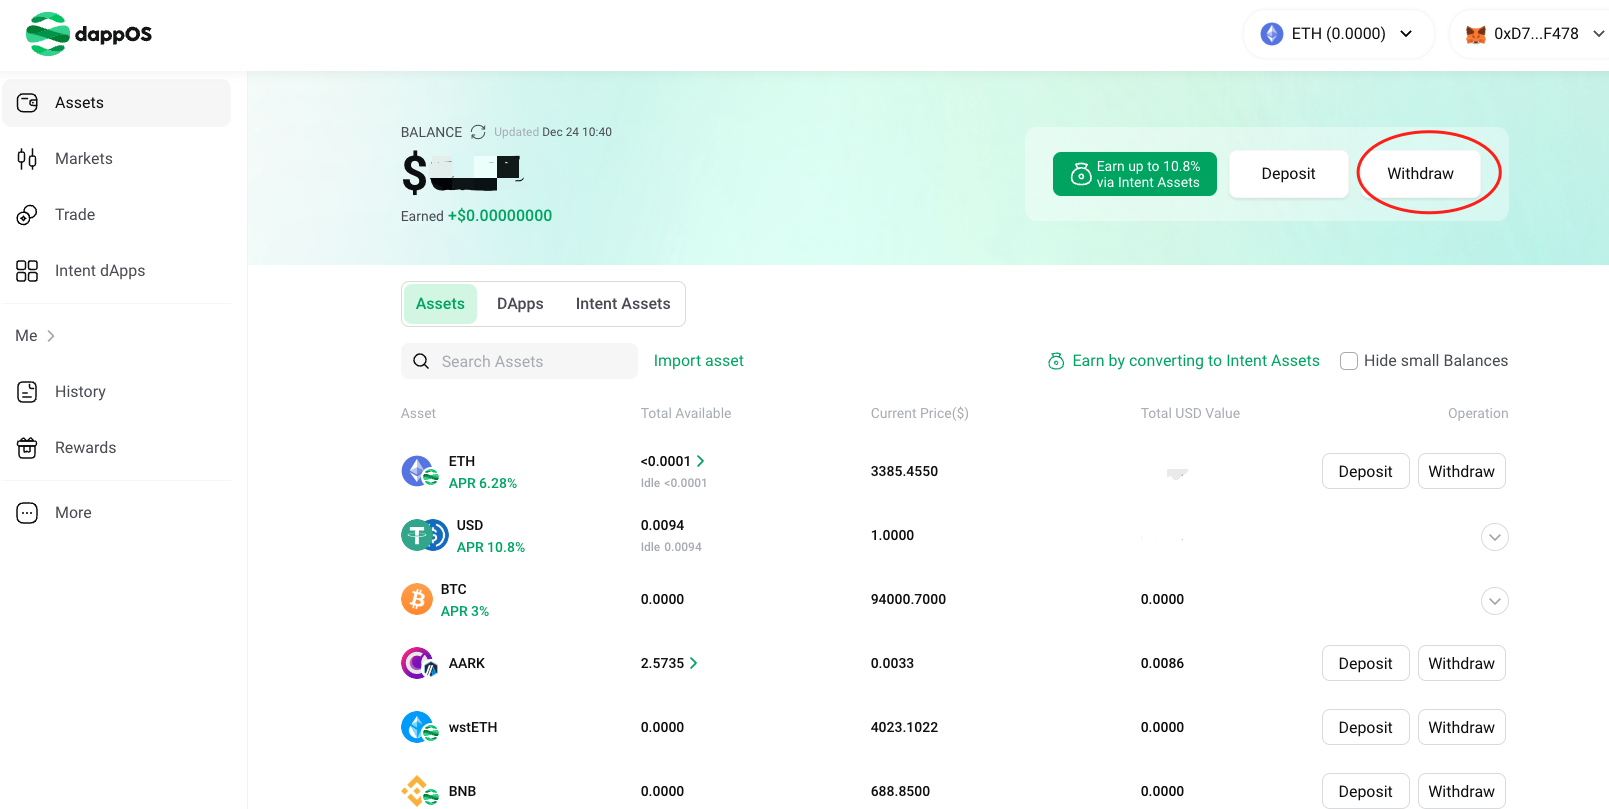 dappOS
ETH (0.0000)
0xD7...F478
Assets
Markets
Trade
Intent dApps
Me
History
Rewards
More
BALANCE Updated Dec 24 10:40
$
Earned +$0.00000000
Earn up to 10.8%
via Intent Assets
Deposit
Withdraw
Assets DApps Intent Assets
Search Assets Import asset Earn by converting to Intent Assets Hide small Balances
Asset Total Available Current Price($) Total USD Value Operation
ETH <0.0001 3385.4550 Deposit Withdraw
APR 6.28% Idle <0.0001
USD 0.0094 1.0000
APR 10.8% Idle 0.0094
BTC 0.0000 94000.7000 0.0000
APR 3%
AARK 2.5735 0.0033 0.0086 Deposit Withdraw
wstETH 0.0000 4023.1022 0.0000 Deposit Withdraw
BNB 0.0000 688.8500 0.0000 Deposit Withdraw